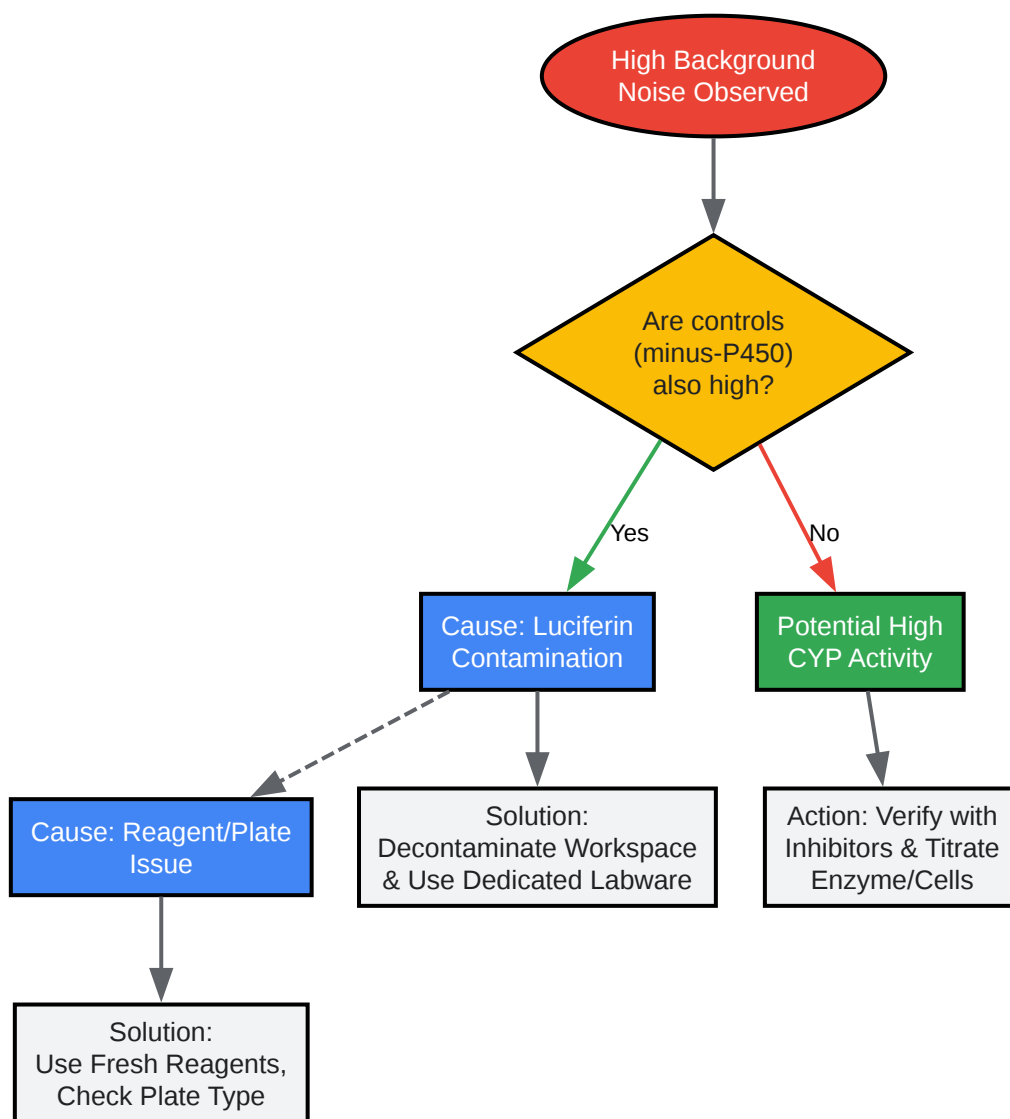 High Background
Noise Observed
Are controls
(minus-P450)
also high?
Yes
No
Cause: Luciferin
Contamination
Potential High
CYP Activity
Cause: Reagent/Plate
Issue
Solution:
Decontaminate Workspace
& Use Dedicated Labware
Action: Verify with
Inhibitors & Titrate
Enzyme/Cells
Solution:
Use Fresh Reagents,
Check Plate Type